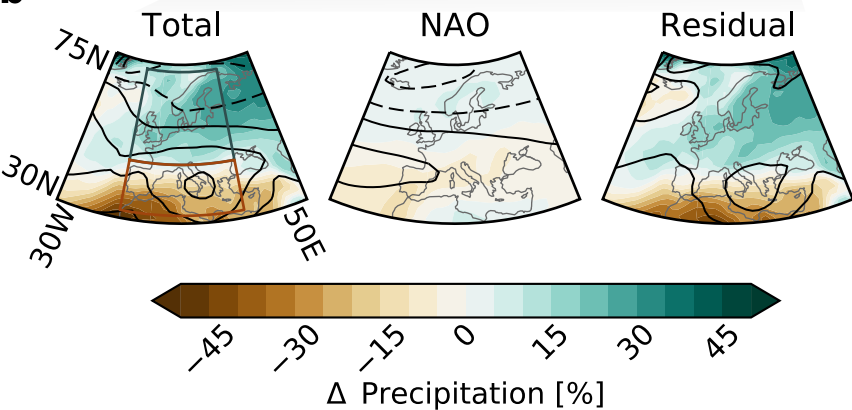 b
Total NAO Residual
75N
30N
30W
50E
−45 −30 −15 0 15 30 45
Δ Precipitation [%]